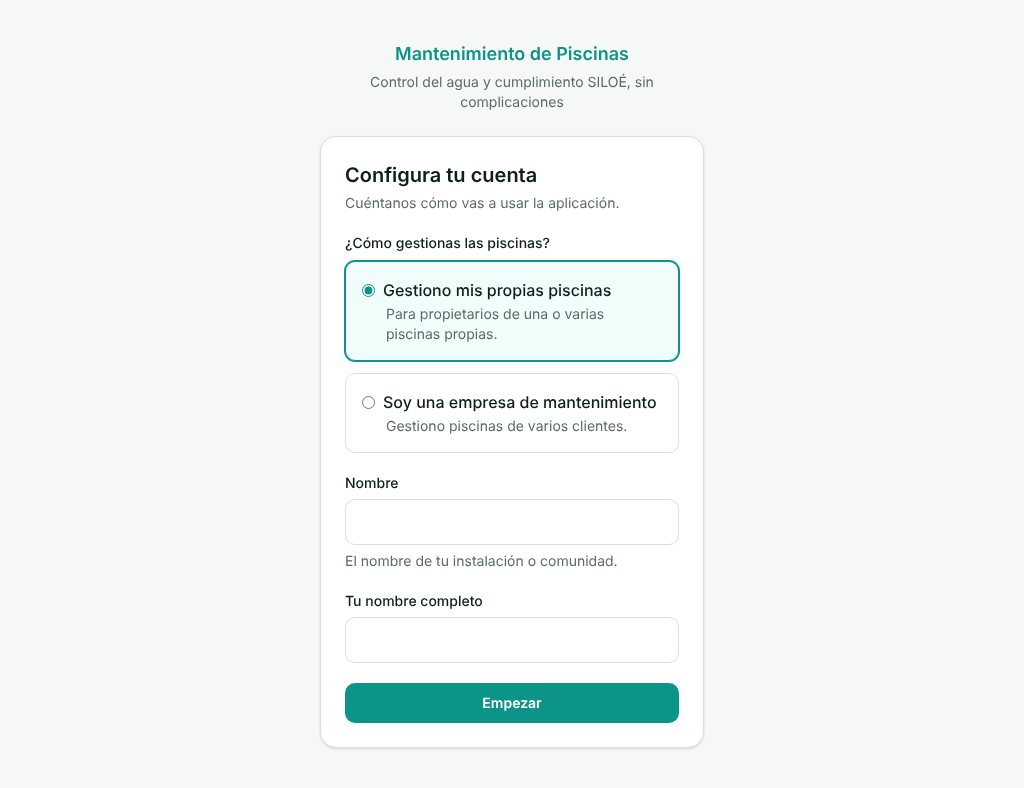 Mantenimiento de Piscinas
Control del agua y cumplimiento SILOÉ, sin
complicaciones
Configura tu cuenta
Cuéntanos cómo vas a usar la aplicación.
¿Cómo gestionas las piscinas?
Gestiono mis propias piscinas
Para propietarios de una o varias
piscinas propias.
Soy una empresa de mantenimiento
Gestiono piscinas de varios clientes.
Nombre
El nombre de tu instalación o comunidad.
Tu nombre completo
Empezar